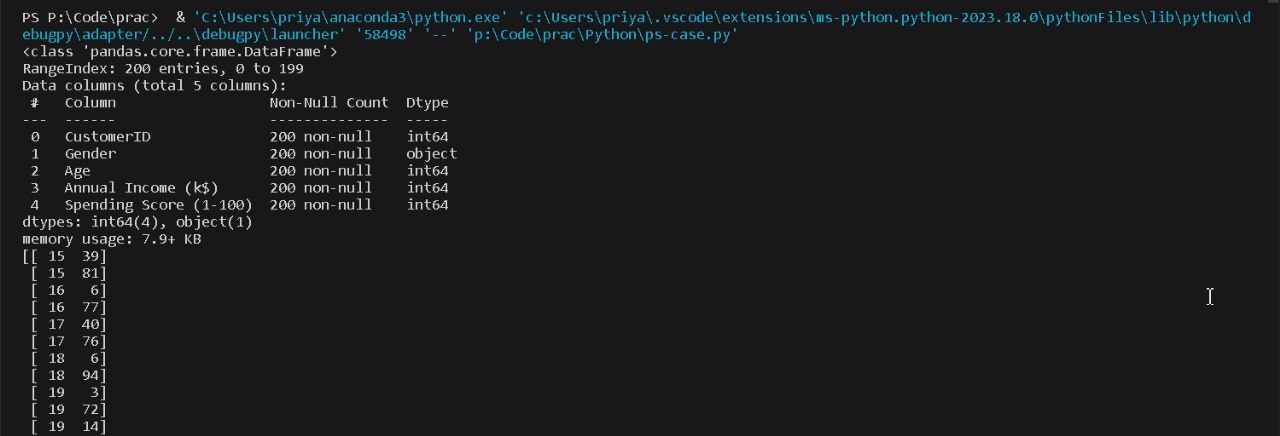 PS P:\Code\prac>  & 'C:\Users\priya\anaconda3\python.exe' 'c:\Users\priya\.vscode\extensions\ms-python.python-2023.18.0\pythonFiles\lib\python\d
ebugpy\adapter/../..\debugpy\launcher' '58498' '--' 'p:\Code\prac\Python\ps-case.py'
<class 'pandas.core.frame.DataFrame'>
RangeIndex: 200 entries, 0 to 199
Data columns (total 5 columns):
 #   Column                  Non-Null Count  Dtype
---  ------                  --------------  -----
 0   CustomerID              200 non-null    int64
 1   Gender                  200 non-null    object
 2   Age                     200 non-null    int64
 3   Annual Income (k$)      200 non-null    int64
 4   Spending Score (1-100)  200 non-null    int64
dtypes: int64(4), object(1)
memory usage: 7.9+ KB
[[ 15  39]
 [ 15  81]
 [ 16   6]
 [ 16  77]
 [ 17  40]
 [ 17  76]
 [ 18   6]
 [ 18  94]
 [ 19   3]
 [ 19  72]
 [ 19  14]